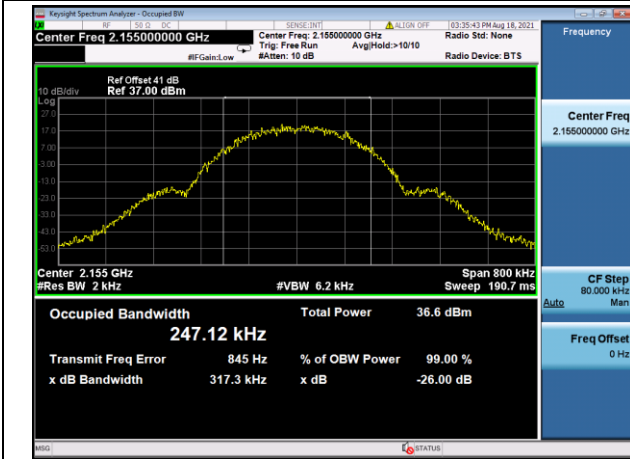 Keysight Spectrum Analyzer - Occupied BW
RF 50 Ω DC SENSE:INT ALIGN OFF 03:35:43 PM Aug 18, 2021
Center Freq 2.155000000 GHz Center Freq: 2.155000000 GHz Radio Std: None
Trig: Free Run Avg|Hold:>10/10
#IFGain:Low #Atten: 10 dB Radio Device: BTS
Frequency
Ref Offset 41 dB
10 dB/div Ref 37.00 dBm
Log
27.0
17.0
7.00
-3.00
-13.0
-23.0
-33.0
-43.0
-53.0
Center 2.155 GHz Span 800 kHz
#Res BW 2 kHz #VBW 6.2 kHz Sweep 190.7 ms
Occupied Bandwidth Total Power 36.6 dBm
247.12 kHz
Transmit Freq Error 845 Hz % of OBW Power 99.00 %
x dB Bandwidth 317.3 kHz x dB -26.00 dB
Center Freq
2.155000000 GHz
CF Step
80.000 kHz
Auto Man
Freq Offset
0 Hz
MSG STATUS